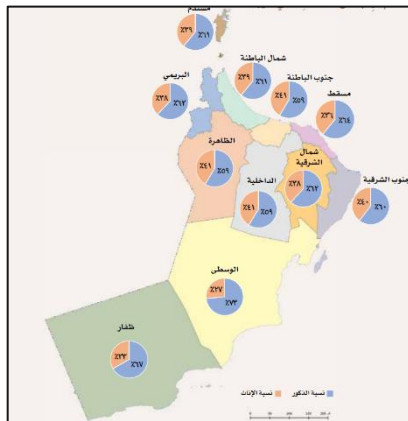 مسندم
٪٣٩ ٪٦١
شمال الباطنة
٪٣٩ ٪٦١
جنوب الباطنة
٪٤١ ٪٥٩
البريمي
٪٣٨ ٪٦٢
مسقط
٪٣٦ ٪٦٤
الظاهرة
٪٤١ ٪٥٩
شمال
الشرقية
٪٣٨ ٪٦٢
الداخلية
٪٤١ ٪٥٩
جنوب الشرقية
٪٤٠ ٪٦٠
الوسطى
٪٢٧ ٪٧٣
ظفار
٪٣٣ ٪٦٧
نسبة الذكور
نسبة الإناث